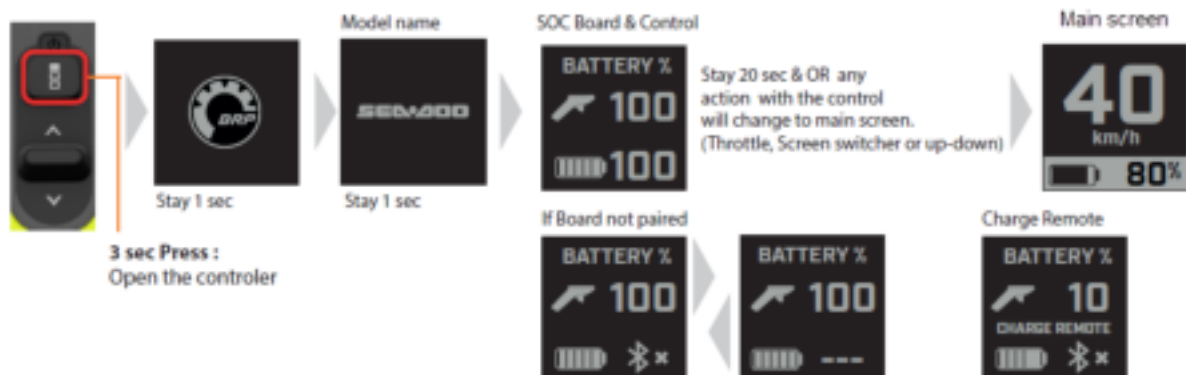 Model name
SOC Board & Control
Main screen
BRP
SEA-DOO
BATTERY %
100
100
Stay 20 sec & OR any
action with the control
will change to main screen.
(Throttle, Screen switcher or up-down)
40
km/h
80%
Stay 1 sec
Stay 1 sec
3 sec Press :
Open the controler
If Board not paired
Charge Remote
BATTERY %
100
BATTERY %
100
---
BATTERY %
10
CHARGE REMOTE